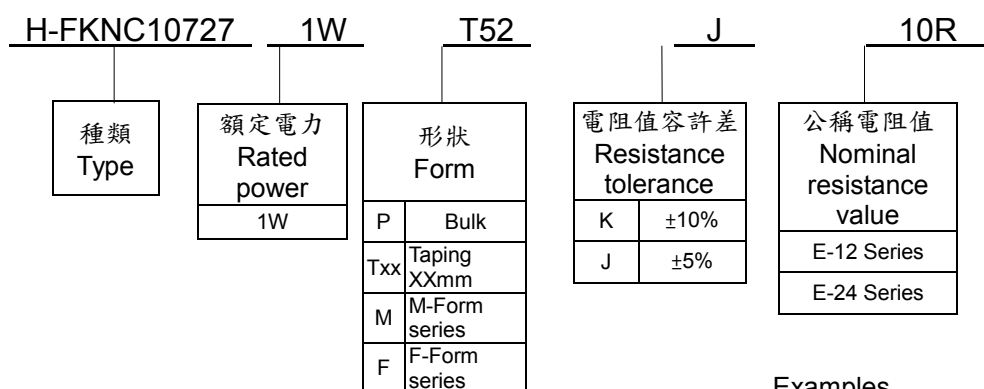 H-FKNC10727 1W T52 J 10R
種類
Type
額定電力
Rated
power
1W
形狀
Form
P Bulk
Txx Taping
XXmm
M M-Form
series
F F-Form
series
電阻值容許差
Resistance
tolerance
K ±10%
J ±5%
公稱電阻值
Nominal
resistance
value
E-12 Series
E-24 Series
Examples